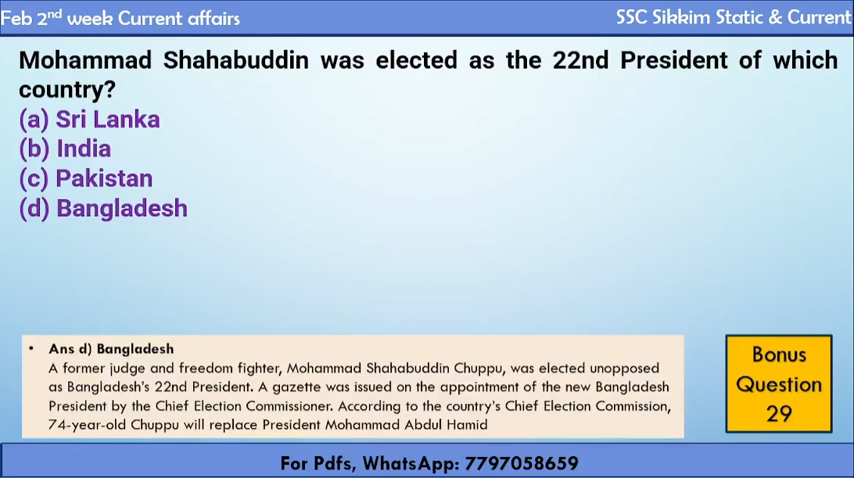 Feb 2nd week Current affairs
SSC Sikkim Static & Current
Mohammad Shahabuddin was elected as the 22nd President of which
country?
(a) Sri Lanka
(b) India
(c) Pakistan
(d) Bangladesh
• Ans d) Bangladesh
A former judge and freedom fighter, Mohammad Shahabuddin Chuppu, was elected unopposed
as Bangladesh's 22nd President. A gazette was issued on the appointment of the new Bangladesh
President by the Chief Election Commissioner. According to the country's Chief Election Commission,
74-year-old Chuppu will replace President Mohammad Abdul Hamid
Bonus
Question
29
For Pdfs, WhatsApp: 7797058659